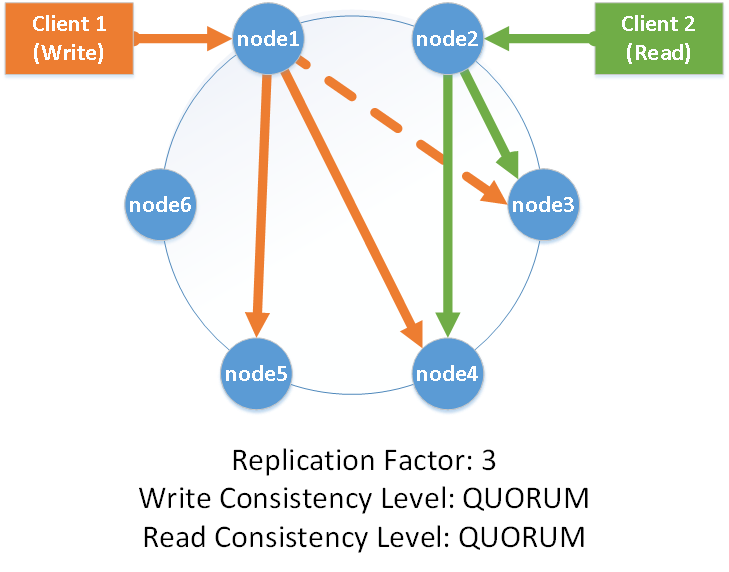 Client 1
(Write)
node1
node2
Client 2
(Read)
node6
node3
node5
node4
Replication Factor: 3
Write Consistency Level: QUORUM
Read Consistency Level: QUORUM